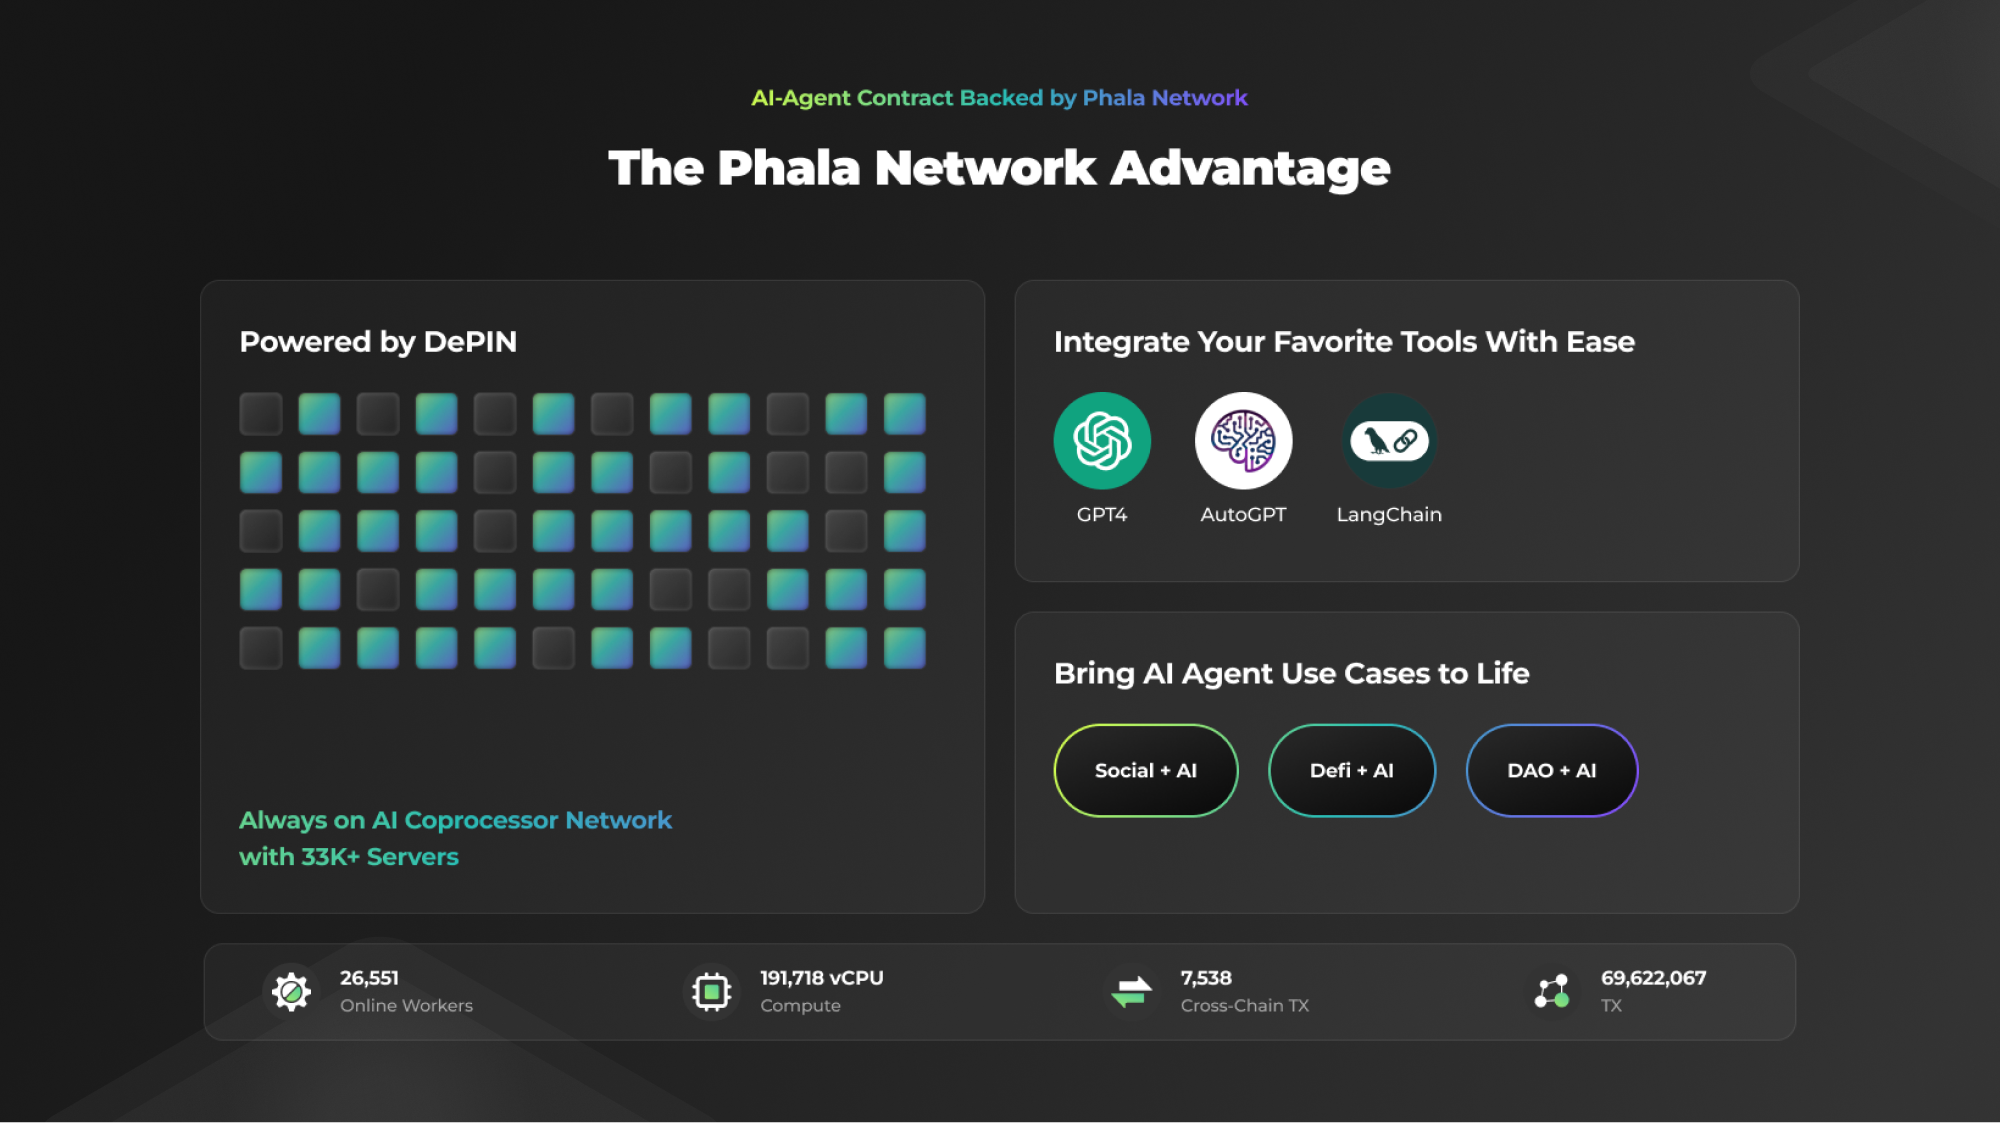 AI-Agent Contract Backed by Phala Network
The Phala Network Advantage
Powered by DePIN
Always on AI Coprocessor Network
with 33K+ Servers
Integrate Your Favorite Tools With Ease
GPT4
AutoGPT
LangChain
Bring AI Agent Use Cases to Life
Social + AI
Defi + AI
DAO + AI
26,551
Online Workers
191,718 vCPU
Compute
7,538
Cross-Chain TX
69,622,067
TX